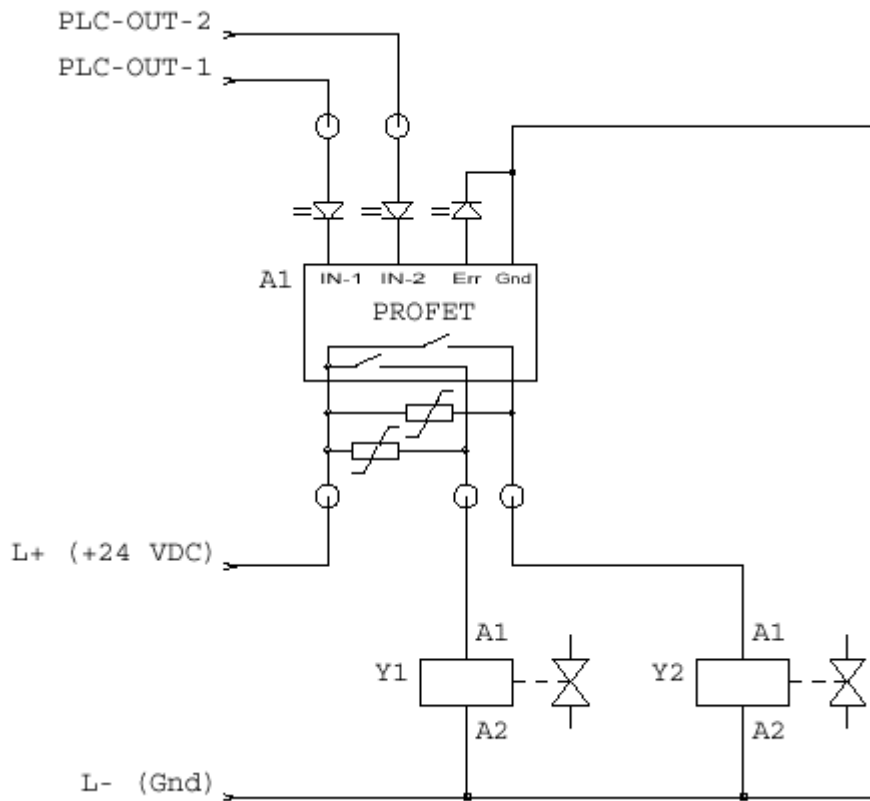 PLC-OUT-2
PLC-OUT-1
A1
IN-1 IN-2 Err Gnd
PROFET
L+ (+24 VDC)
A1 A1
Y1 Y2
A2 A2
L- (Gnd)